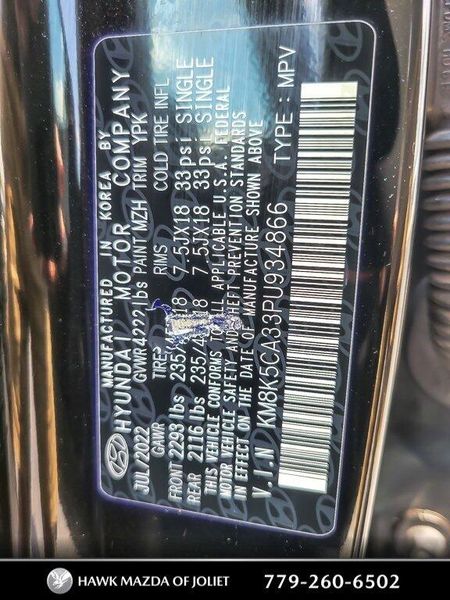 MANUFACTURED IN KOREA BY
HYUNDAI MOTOR COMPANY
JUL/2022 GVWR 4222 lbs PAINT MZH TRIM YPK
GAWR TIRE RIMS COLD TIRE INFL
FRONT 2293 lbs 18 7.5JX18 33psi SINGLE
REAR 2116 lbs 18 7.5JX18 33psi SINGLE
THIS VEHICLE CONFORMS TO ALL APPLICABLE U.S.A. FEDERAL
MOTOR VEHICLE SAFETY AND THEFT PREVENTION STANDARDS
IN EFFECT ON THE DATE OF MANUFACTURE SHOWN ABOVE
V.I.N KM8K5CA33PU934866 TYPE : MPV
HAWK MAZDA OF JOLIET 779-260-6502